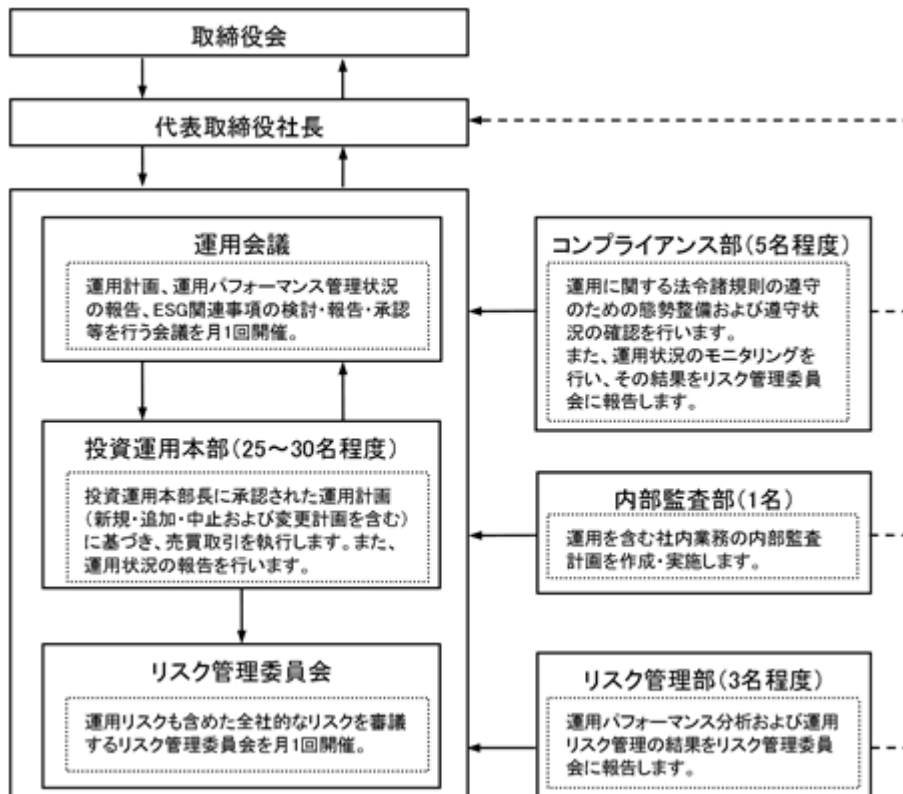 取締役会
代表取締役社長
運用会議
運用計画、運用パフォーマンス管理状況
の報告、ESG関連事項の検討・報告・承認
等を行う会議を月1回開催。
投資運用本部(25～30名程度)
投資運用本部長に承認された運用計画
(新規・追加・中止および変更計画を含む)
に基づき、売買取引を執行します。また、
運用状況の報告を行います。
リスク管理委員会
運用リスクも含めた全社的なリスクを審議
するリスク管理委員会を月1回開催。
コンプライアンス部(5名程度)
運用に関する法令諸規則の遵守
のための態勢整備および遵守状
況の確認を行います。
また、運用状況のモニタリングを
行い、その結果をリスク管理委員
会に報告します。
内部監査部(1名)
運用を含む社内業務の内部監査
計画を作成・実施します。
リスク管理部(3名程度)
運用パフォーマンス分析および運用
リスク管理の結果をリスク管理委員
会に報告します。